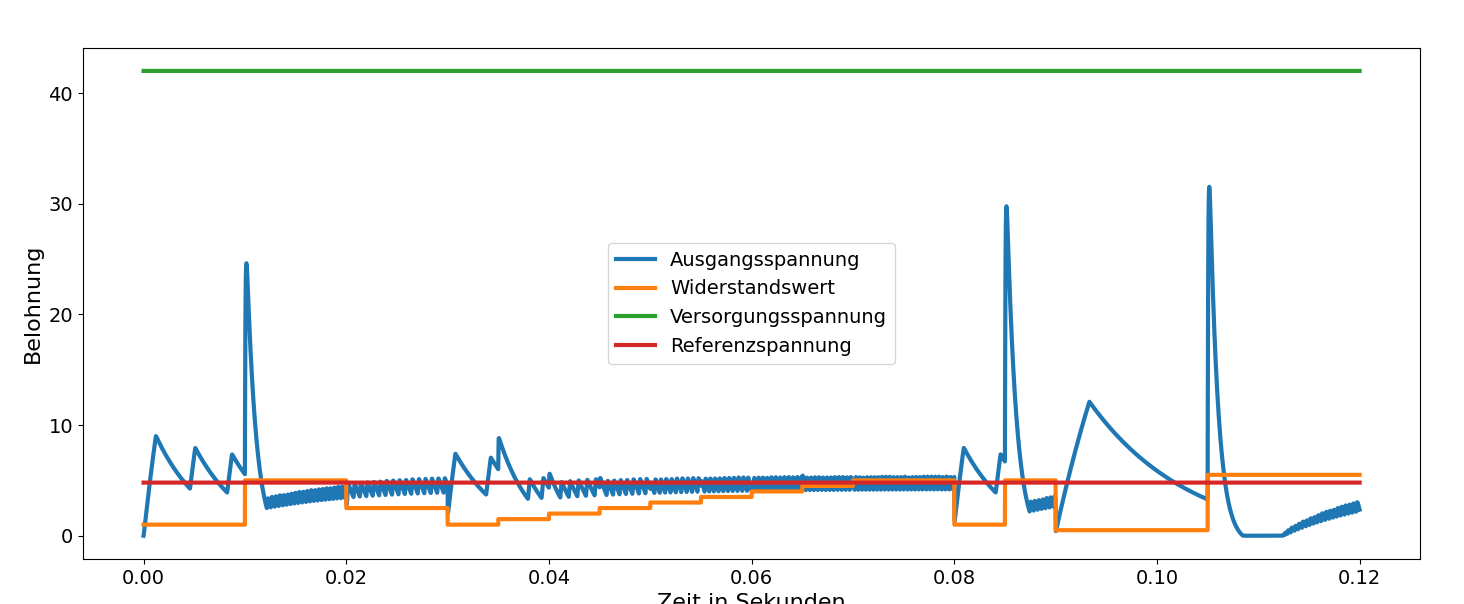 40
30
20
10
0
Belohnung
Ausgangsspannung
Widerstandswert
Versorgungsspannung
Referenzspannung
0.00 0.02 0.04 0.06 0.08 0.10 0.12
Zeit in Sekunden